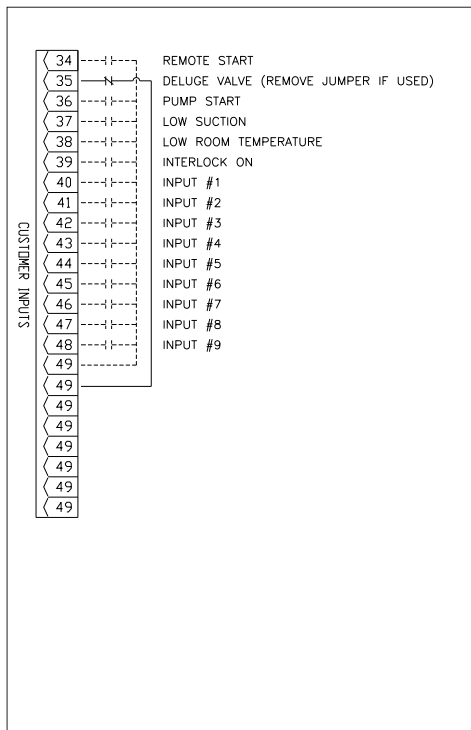 34 REMOTE START
35 DELUGE VALVE (REMOVE JUMPER IF USED)
36 PUMP START
37 LOW SUCTION
38 LOW ROOM TEMPERATURE
39 INTERLOCK ON
40 INPUT #1
41 INPUT #2
42 INPUT #3
43 INPUT #4
44 INPUT #5
45 INPUT #6
46 INPUT #7
47 INPUT #8
48 INPUT #9
49
49
49
49
49
49
49
49
CUSTOMER INPUTS